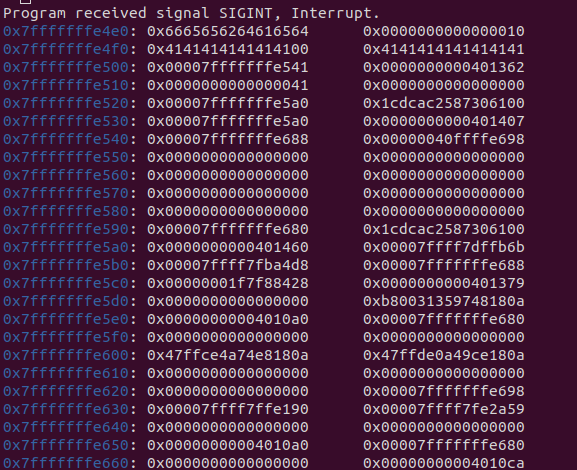 Program received signal SIGINT, Interrupt.
0x7fffffffe4e0: 0x6665656264616564 0x0000000000000010
0x7fffffffe4f0: 0x4141414141414100 0x4141414141414141
0x7fffffffe500: 0x00007fffffffe541 0x0000000000401362
0x7fffffffe510: 0x0000000000000041 0x0000000000000000
0x7fffffffe520: 0x00007fffffffe5a0 0x1cdcac2587306100
0x7fffffffe530: 0x00007fffffffe5a0 0x0000000000401407
0x7fffffffe540: 0x00007fffffffe688 0x00000040ffffe698
0x7fffffffe550: 0x0000000000000000 0x0000000000000000
0x7fffffffe560: 0x0000000000000000 0x0000000000000000
0x7fffffffe570: 0x0000000000000000 0x0000000000000000
0x7fffffffe580: 0x0000000000000000 0x0000000000000000
0x7fffffffe590: 0x00007fffffffe680 0x1cdcac2587306100
0x7fffffffe5a0: 0x0000000000401460 0x00007ffff7dffb6b
0x7fffffffe5b0: 0x00007ffff7fba4d8 0x00007fffffffe688
0x7fffffffe5c0: 0x00000001f7f88428 0x0000000000401379
0x7fffffffe5d0: 0x0000000000000000 0xb80031359748180a
0x7fffffffe5e0: 0x00000000004010a0 0x00007fffffffe680
0x7fffffffe5f0: 0x0000000000000000 0x0000000000000000
0x7fffffffe600: 0x47ffce4a74e8180a 0x47ffde0a49ce180a
0x7fffffffe610: 0x0000000000000000 0x0000000000000000
0x7fffffffe620: 0x0000000000000000 0x00007fffffffe698
0x7fffffffe630: 0x00007ffff7ffe190 0x00007ffff7fe2a59
0x7fffffffe640: 0x0000000000000000 0x0000000000000000
0x7fffffffe650: 0x00000000004010a0 0x00007fffffffe680
0x7fffffffe660: 0x0000000000000000 0x00000000004010ca